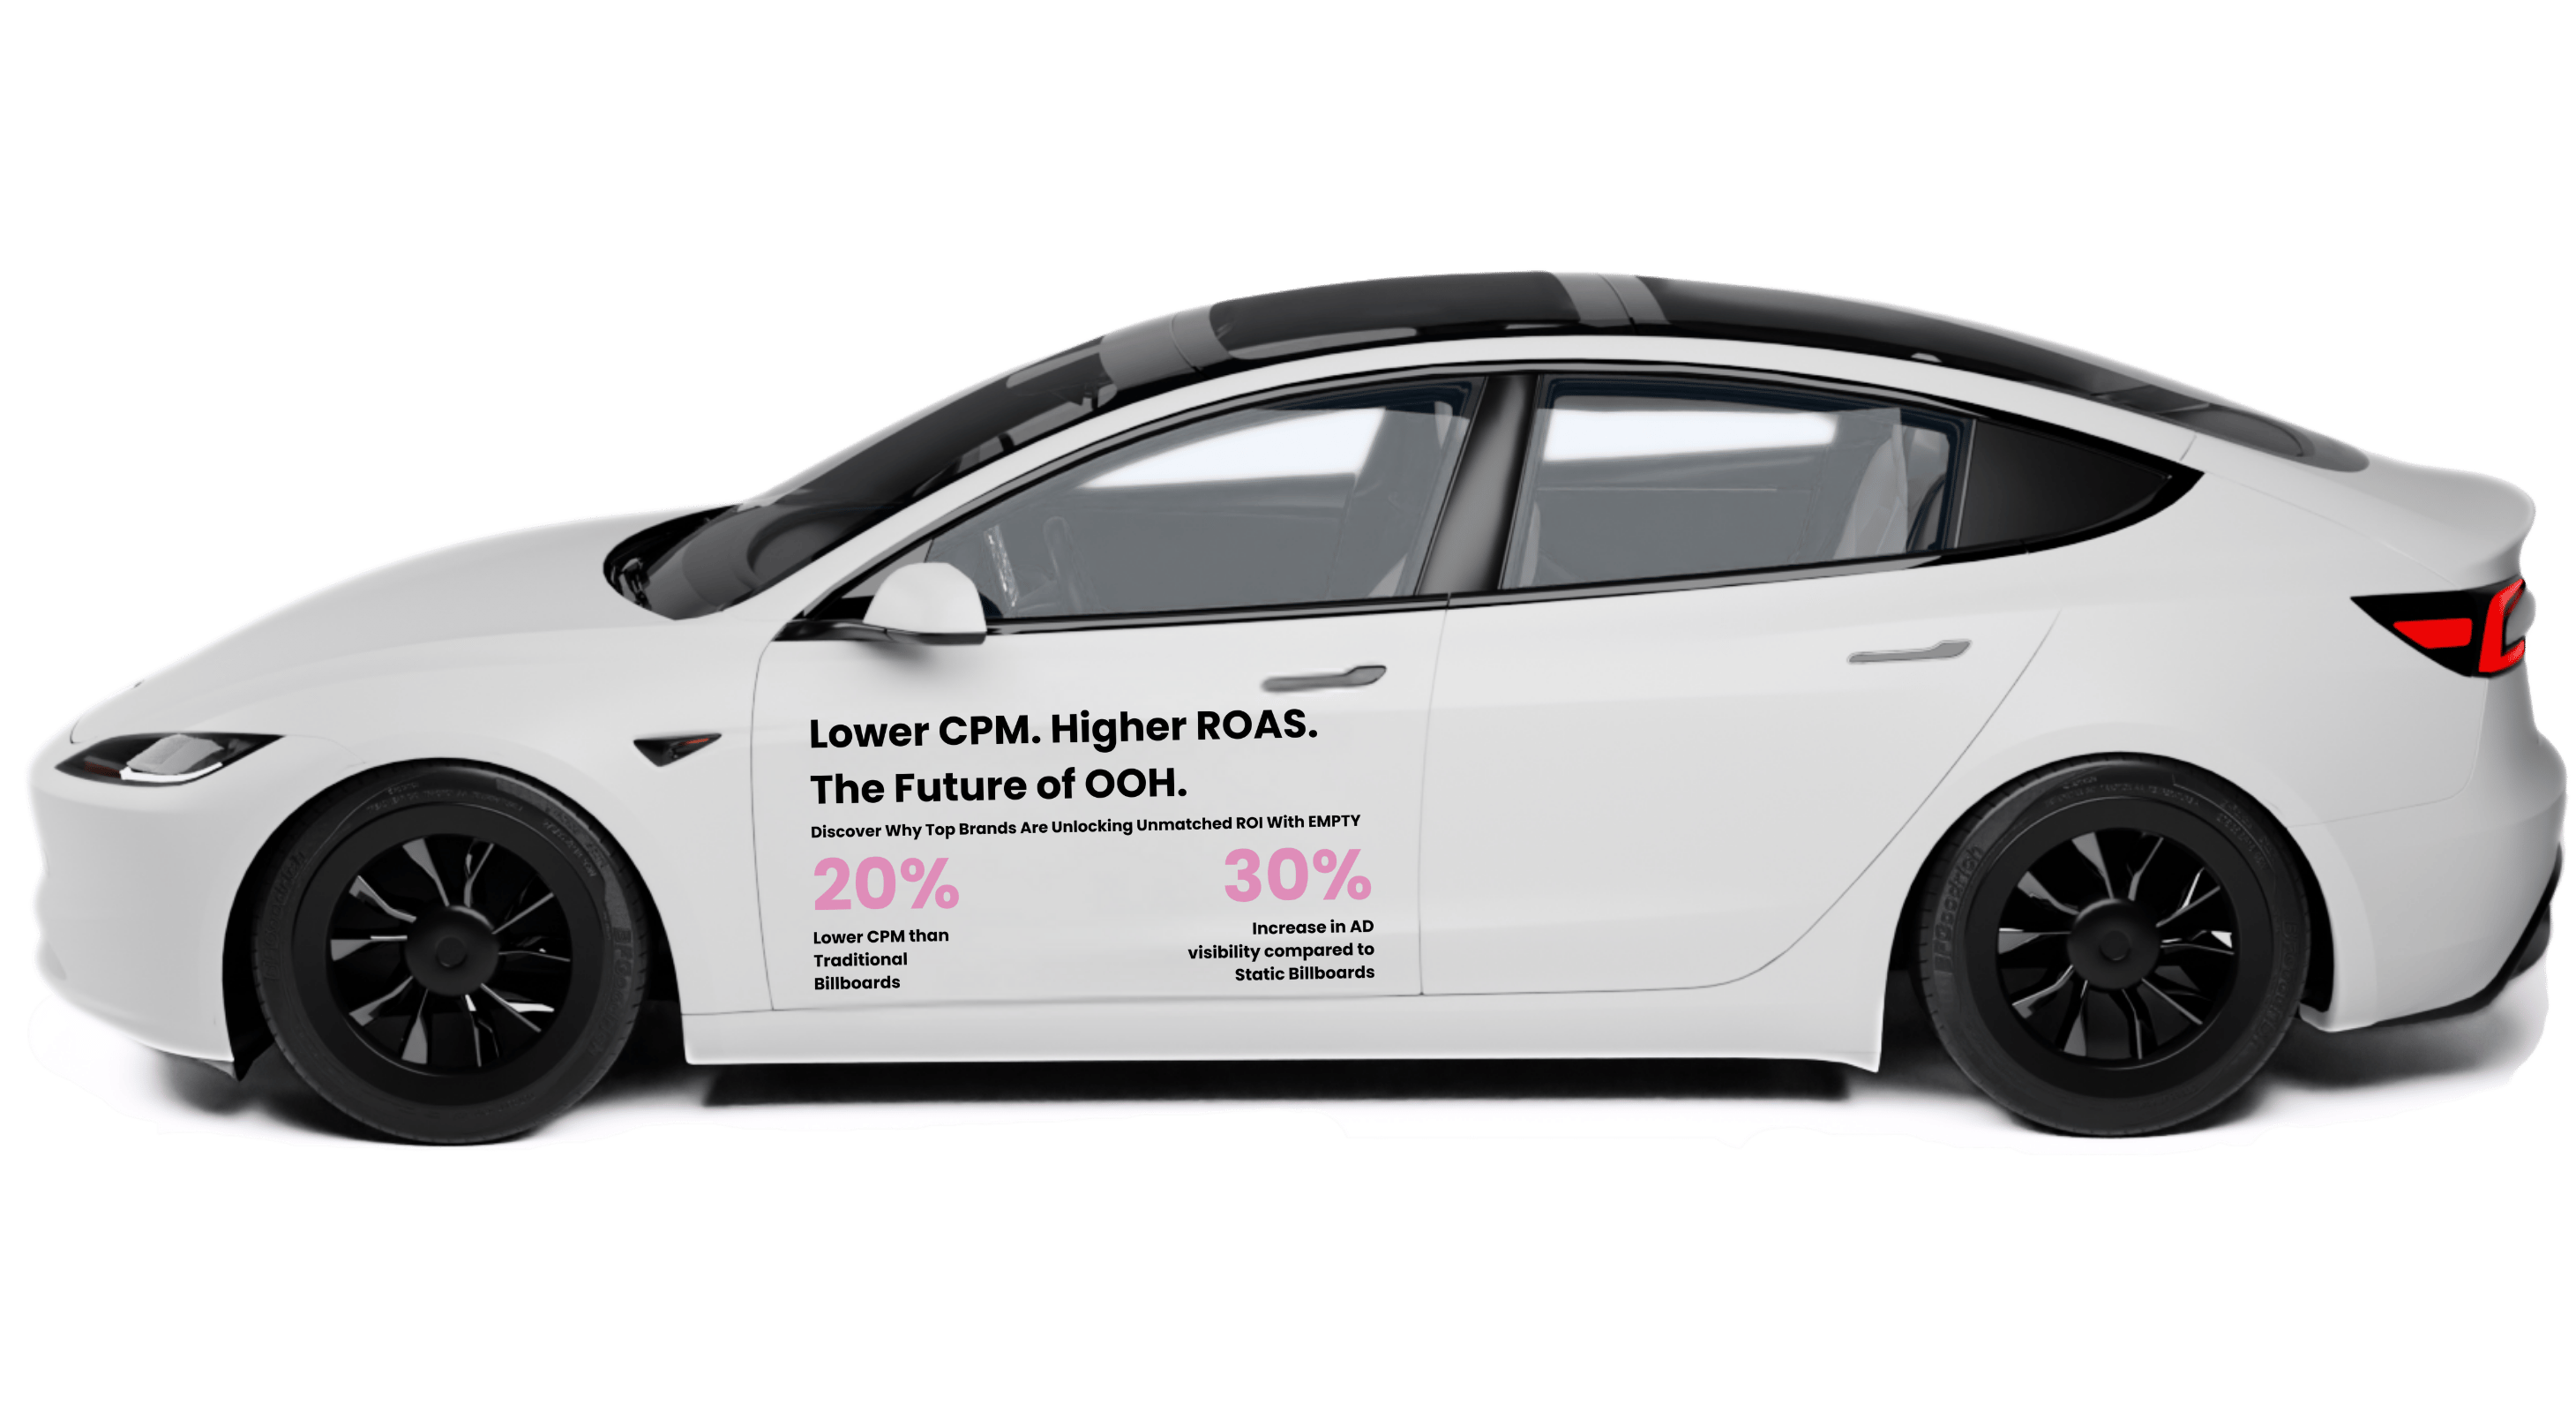 Lower CPM. Higher ROAS.
The Future of OOH.
Discover Why Top Brands Are Unlocking Unmatched ROI With EMPTY
20%
30%
Lower CPM than
Traditional
Billboards
Increase in AD
visibility compared to
Static Billboards
BFGoodrich